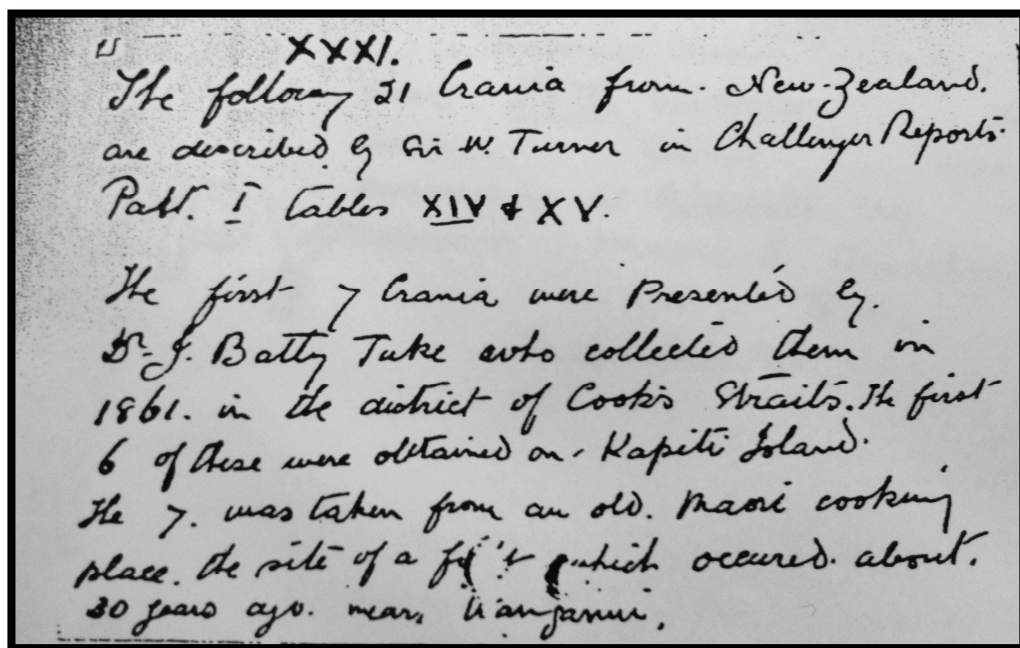 XXXI.
The following 21 Crania from New-Zealand.
are described by Sir W. Turner in Challenger Reports.
Part. I tables XIV & XV.
The first 7 Crania were Presented by.
Dr. J. Batty Tuke who collected them in
1861. in the district of Cook's Straits. The first
6 of these were obtained on. Kapiti Island.
The 7. was taken from an old. Maori cooking
place. the site of a which occured. about.
30 years ago. near, Wanganui.